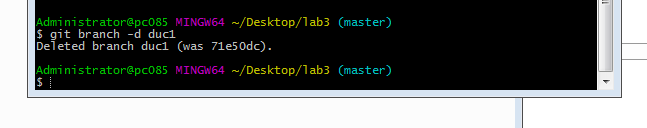 Administrator@pc085 MINGW64 ~/Desktop/lab3 (master)
$ git branch -d duc1
Deleted branch duc1 (was 71e50dc).
Administrator@pc085 MINGW64 ~/Desktop/lab3 (master)
$